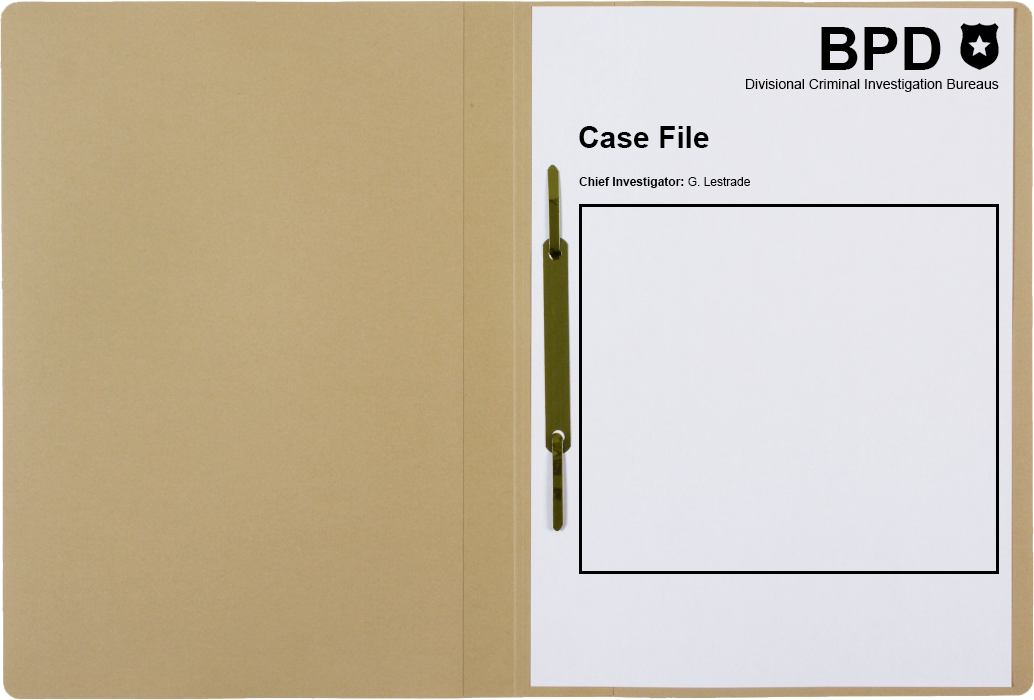 BPD
Divisional Criminal Investigation Bureaus
Case File
Chief Investigator: G. Lestrade